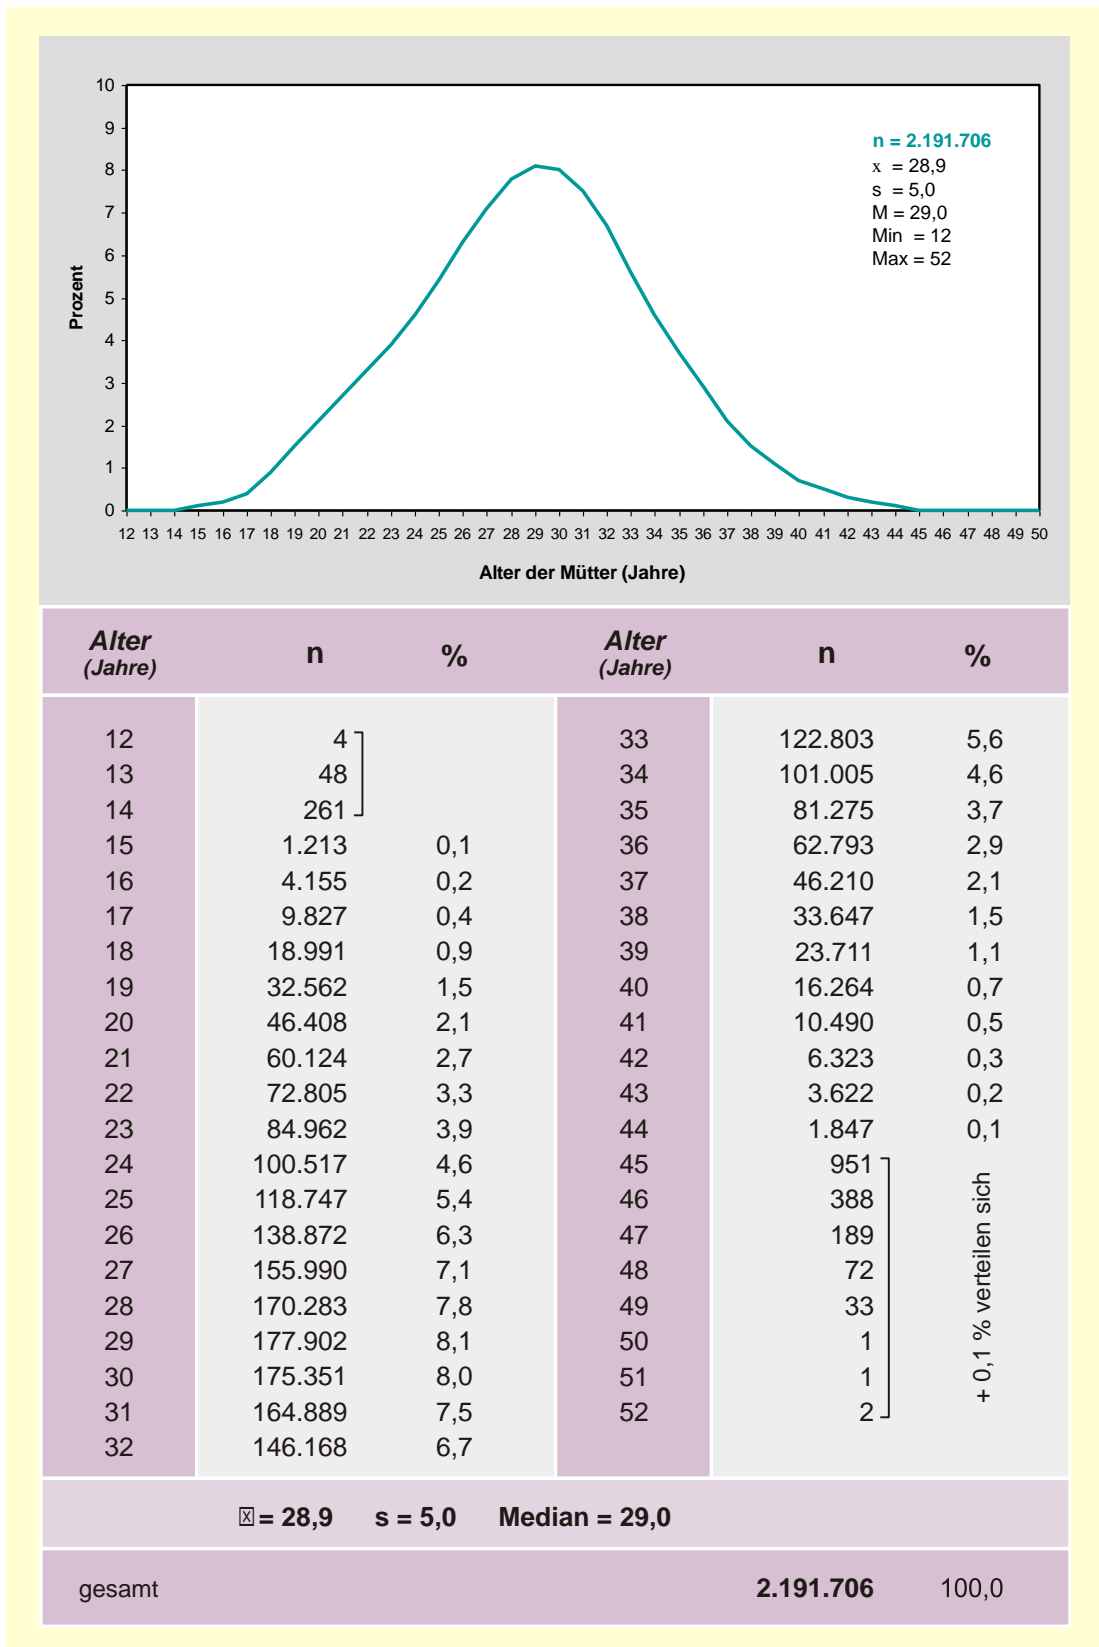 10
9
8
7
6
5
4
3
2
1
0
Prozent
n = 2.191.706
x = 28,9
s = 5,0
M = 29,0
Min = 12
Max = 52
12 13 14 15 16 17 18 19 20 21 22 23 24 25 26 27 28 29 30 31 32 33 34 35 36 37 38 39 40 41 42 43 44 45 46 47 48 49 50
Alter der Mütter (Jahre)
Alter (Jahre) n % Alter (Jahre) n %
12 4 33 122.803 5,6
13 48 34 101.005 4,6
14 261 35 81.275 3,7
15 1.213 0,1 36 62.793 2,9
16 4.155 0,2 37 46.210 2,1
17 9.827 0,4 38 33.647 1,5
18 18.991 0,9 39 23.711 1,1
19 32.562 1,5 40 16.264 0,7
20 46.408 2,1 41 10.490 0,5
21 60.124 2,7 42 6.323 0,3
22 72.805 3,3 43 3.622 0,2
23 84.962 3,9 44 1.847 0,1
24 100.517 4,6 45 951
25 118.747 5,4 46 388
26 138.872 6,3 47 189
27 155.990 7,1 48 72
28 170.283 7,8 49 33
29 177.902 8,1 50 1
30 175.351 8,0 51 1
31 164.889 7,5 52 2
32 146.168 6,7
+ 0,1 % verteilen sich
= 28,9 s = 5,0 Median = 29,0
gesamt 2.191.706 100,0